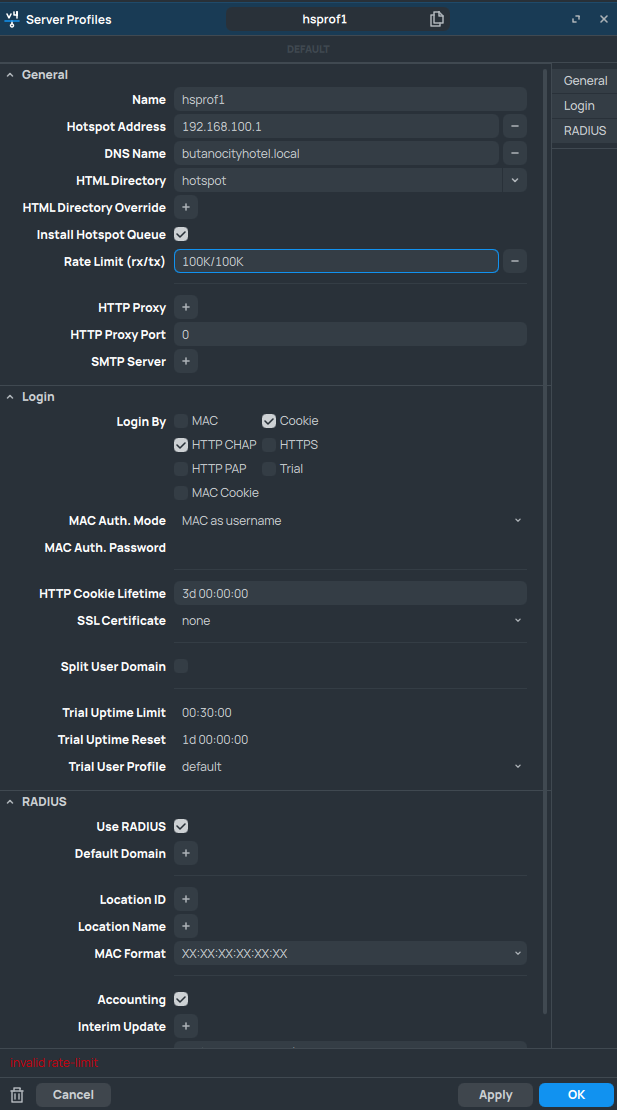 v4
Server Profiles
hsprof1
DEFAULT
General
Name hsprof1
Hotspot Address 192.168.100.1 −
DNS Name butanocityhotel.local −
HTML Directory hotspot
HTML Directory Override +
Install Hotspot Queue
Rate Limit (rx/tx) 100K/100K −
HTTP Proxy +
HTTP Proxy Port 0
SMTP Server +
Login
Login By MAC Cookie
HTTP CHAP HTTPS
HTTP PAP Trial
MAC Cookie
MAC Auth. Mode MAC as username
MAC Auth. Password
HTTP Cookie Lifetime 3d 00:00:00
SSL Certificate none
Split User Domain
Trial Uptime Limit 00:30:00
Trial Uptime Reset 1d 00:00:00
Trial User Profile default
RADIUS
Use RADIUS
Default Domain +
Location ID +
Location Name +
MAC Format XX:XX:XX:XX:XX:XX
Accounting
Interim Update +
General
Login
RADIUS
invalid rate-limit
Cancel
Apply
OK